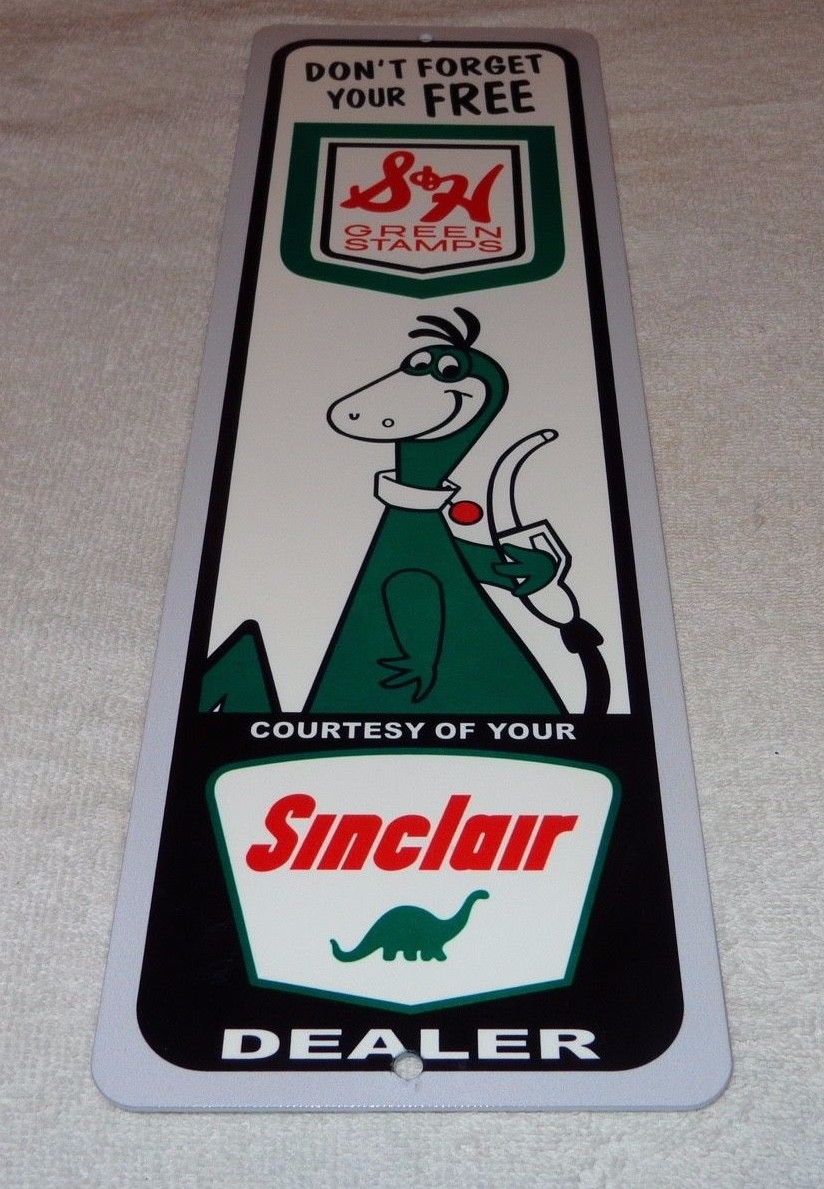 DON'T FORGET
YOUR FREE
S&H
GREEN
STAMPS
COURTESY OF YOUR
Sinclair
DEALER